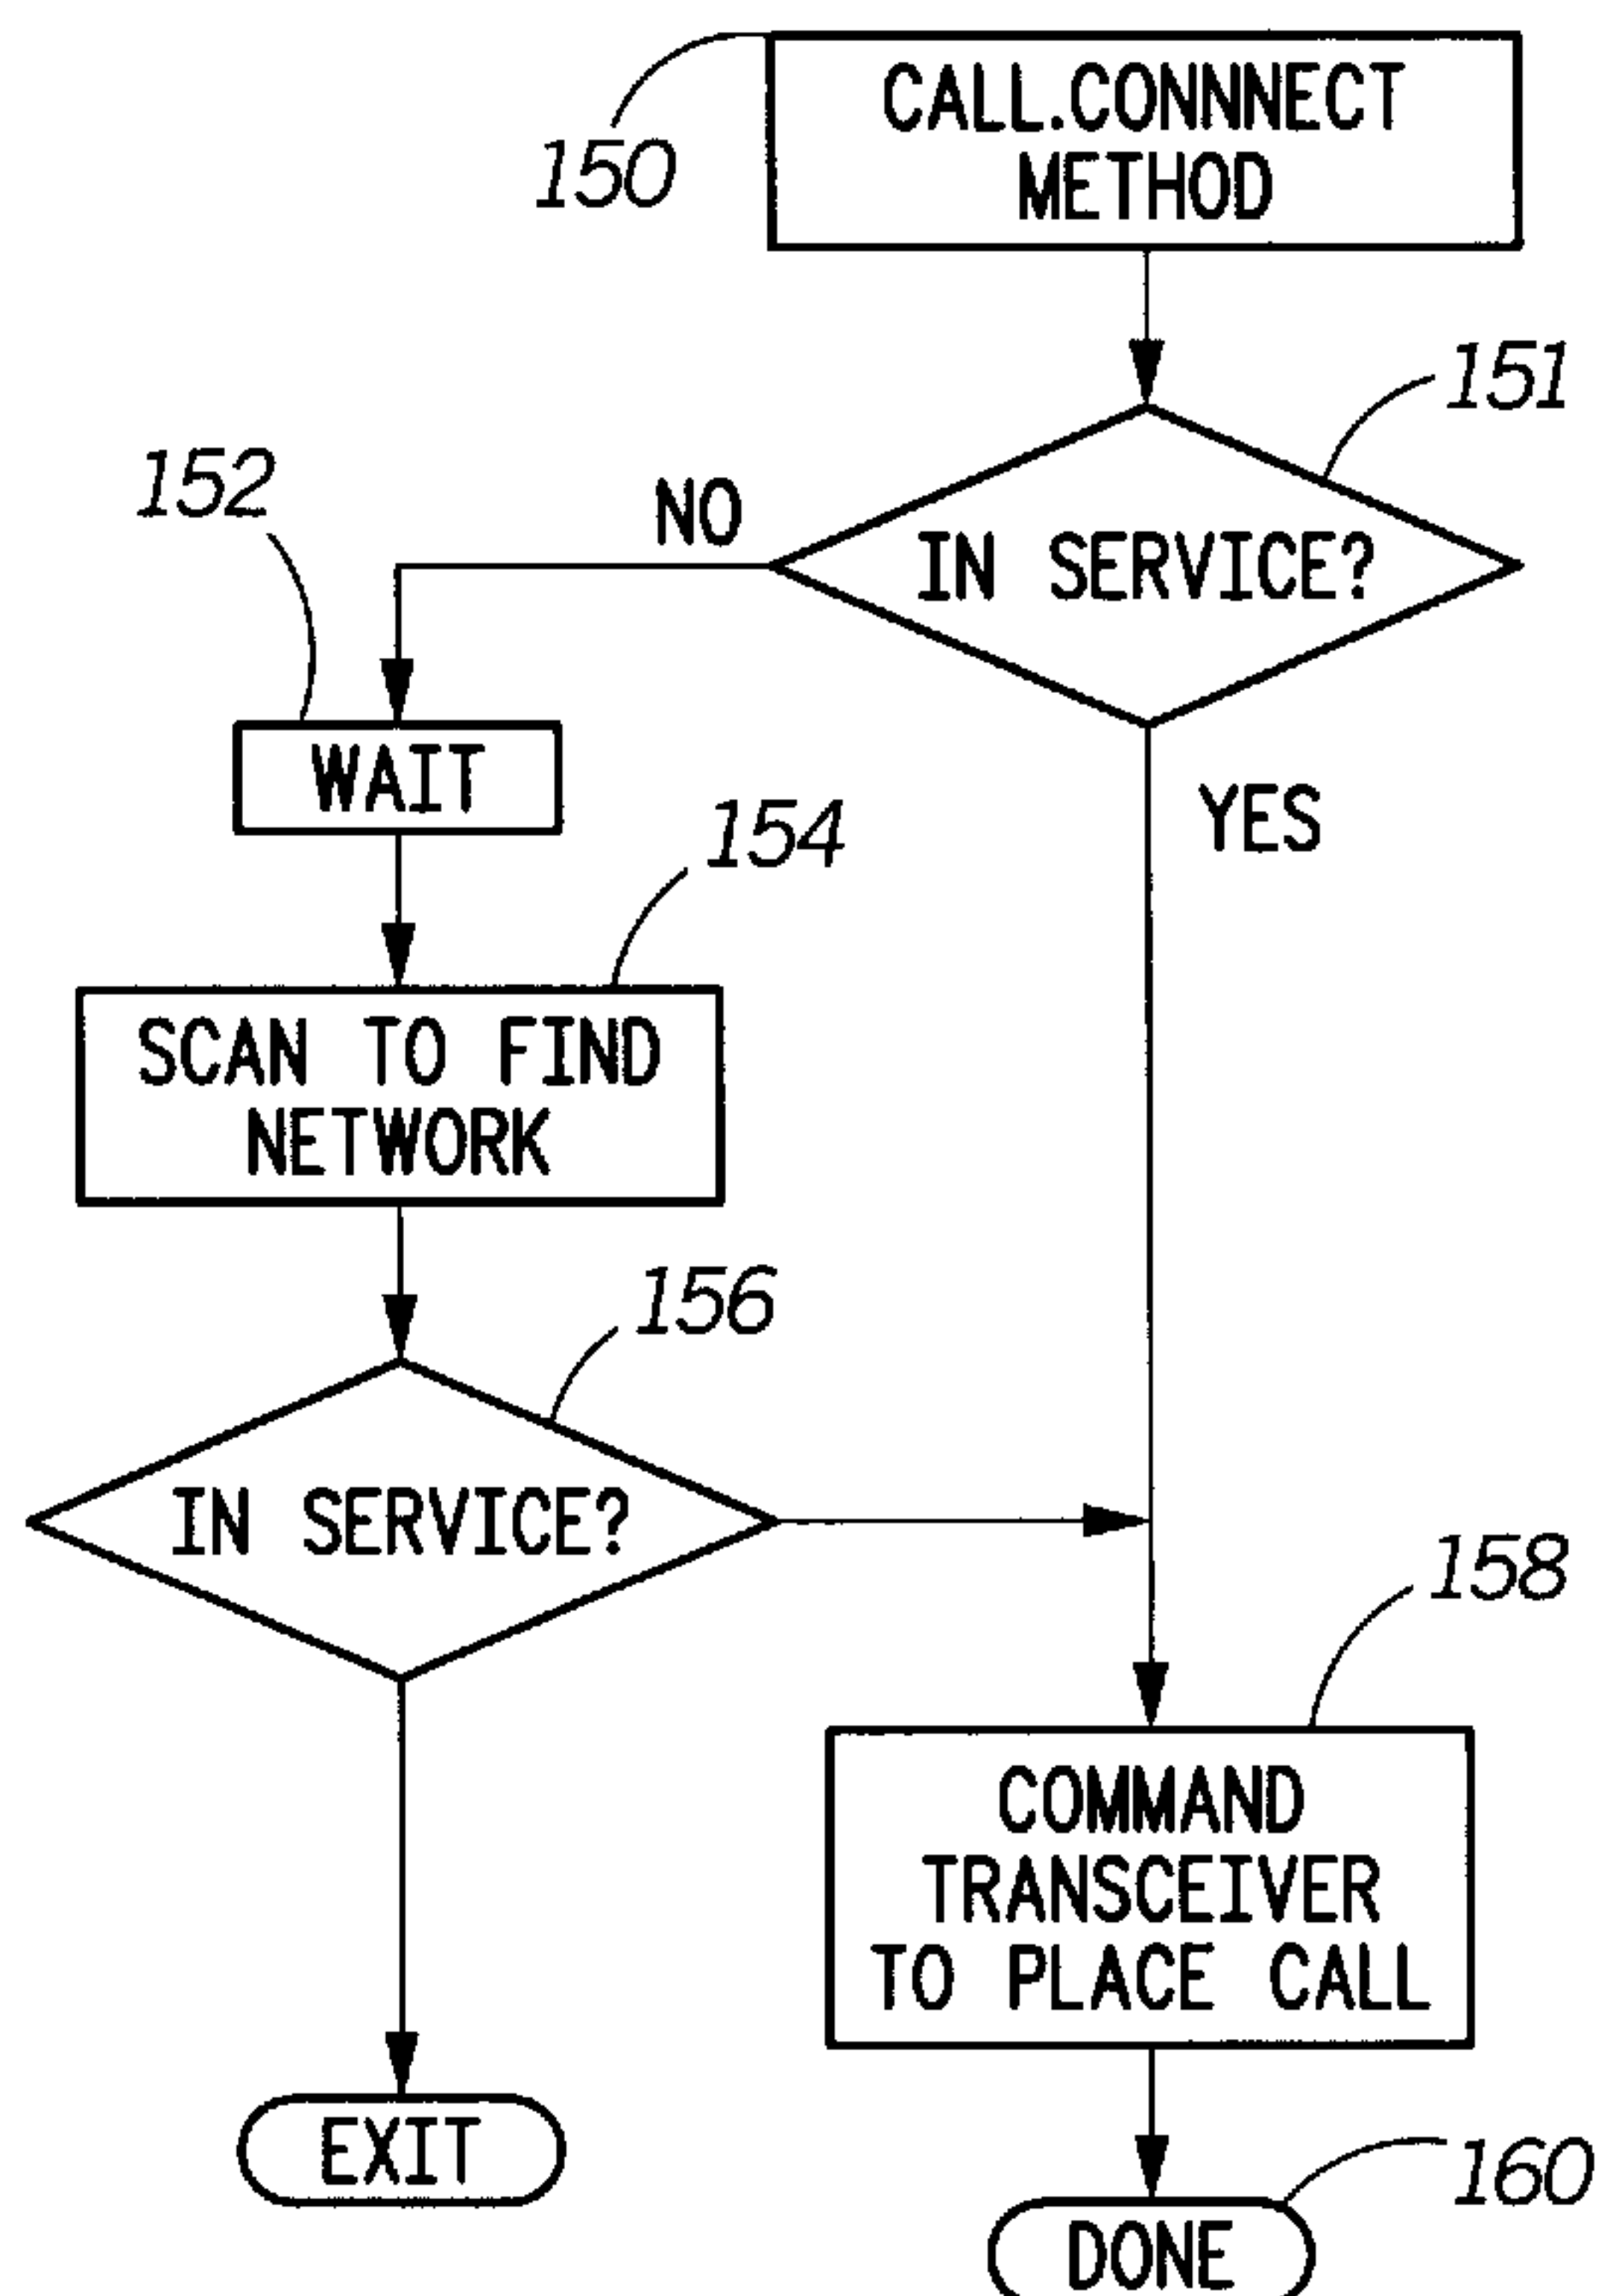 150
CALL.CONNNECT
METHOD
151
IN SERVICE?
NO
YES
152
WAIT
154
SCAN TO FIND
NETWORK
156
IN SERVICE?
158
COMMAND
TRANSCEIVER
TO PLACE CALL
EXIT
160
DONE